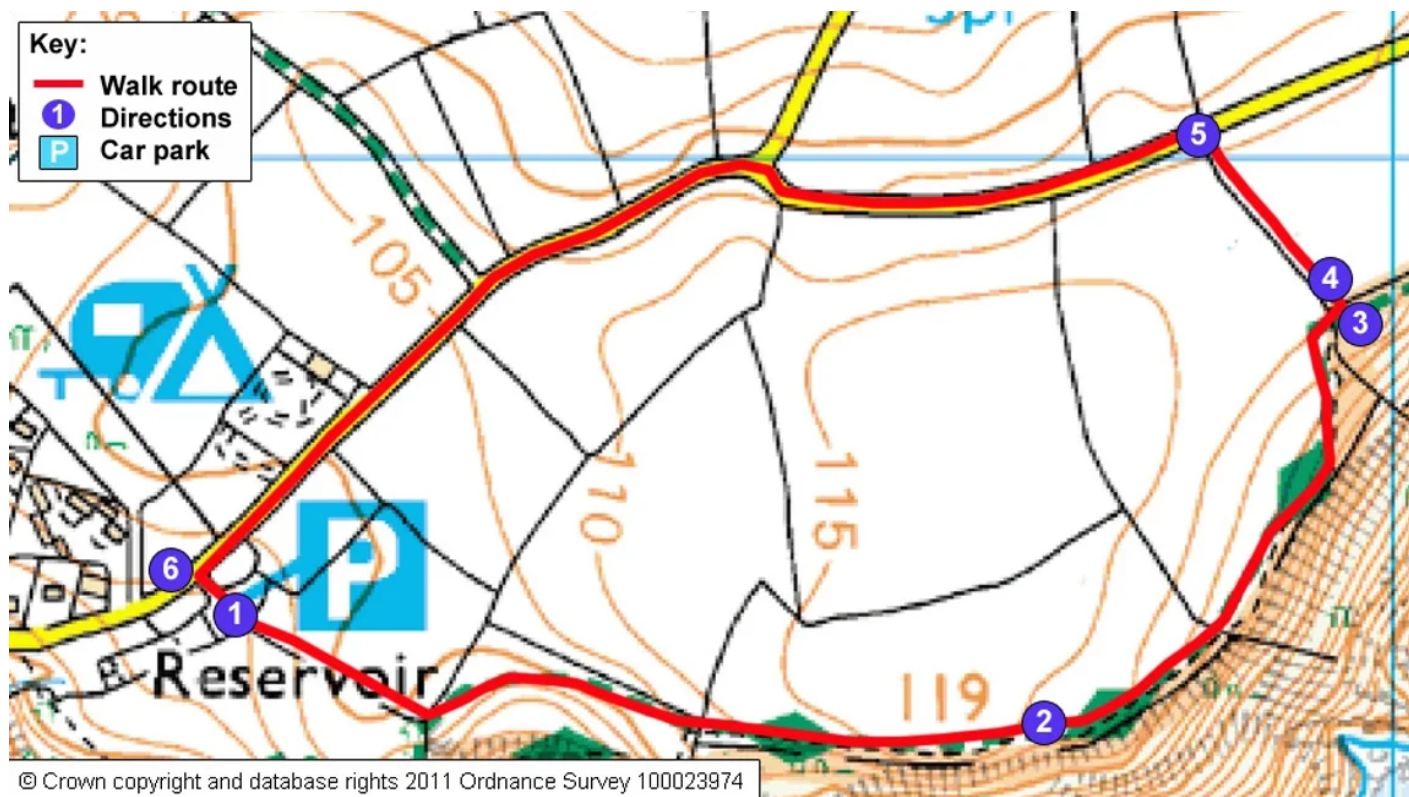 Key:
Walk route
1 Directions
P Car park
5
105
4
3
110
115
P
6
1
Reservoir
119
2
© Crown copyright and database rights 2011 Ordnance Survey 100023974